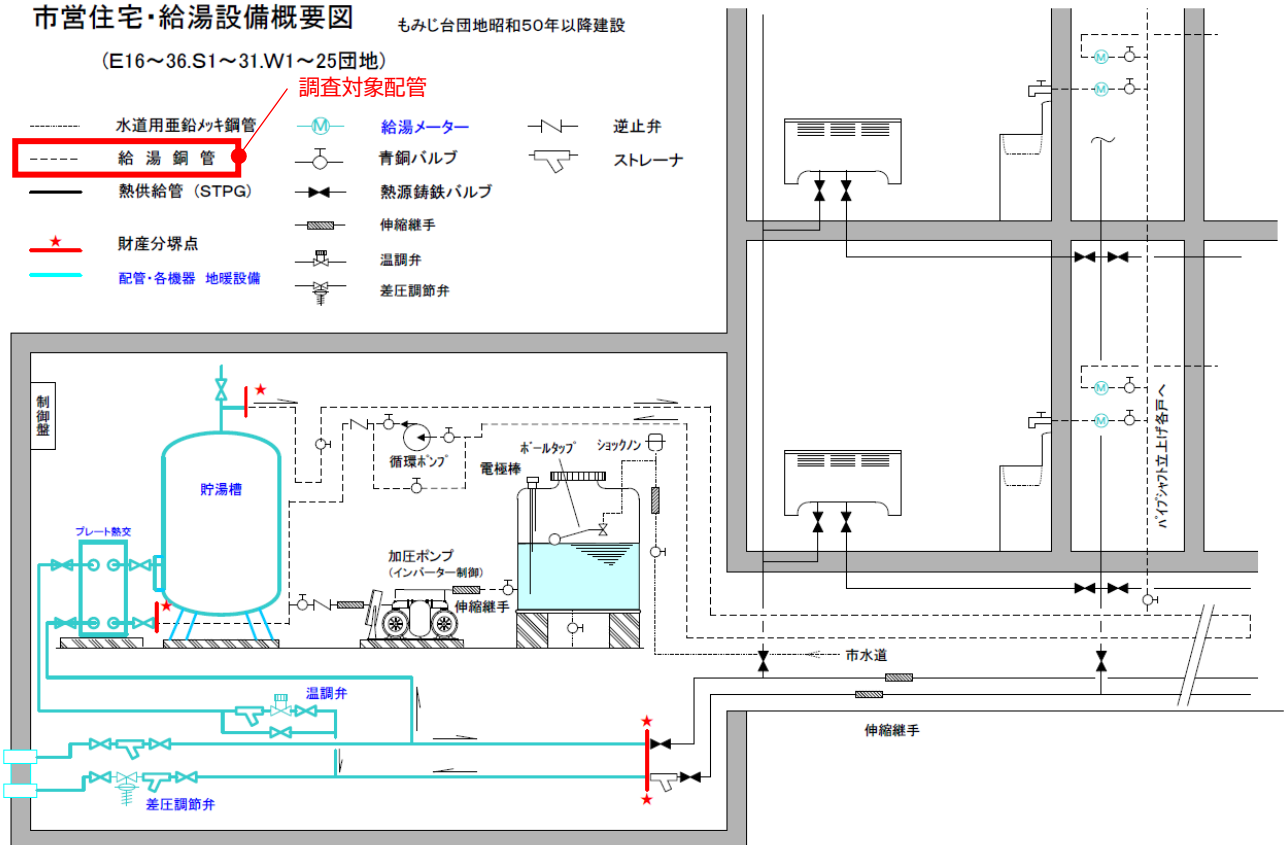 市営住宅・給湯設備概要図
もみじ台団地昭和50年以降建設
(E16～36.S1～31.W1～25団地)
調査対象配管
水道用亜鉛メッキ鋼管
給湯銅管
熱供給管 (STPG)
財産分堺点
配管・各機器 地暖設備
M
給湯メーター
青銅バルブ
熱源鋳鉄バルブ
伸縮継手
温調弁
差圧調節弁
逆止弁
ストレーナ
M
M
制御盤
貯湯槽
プレート熱交
循環ポンプ
電極棒
ボールタップ
ショックノン
加圧ポンプ
(インバーター制御)
伸縮継手
M
M
パイプシャフト立上げ各戸へ
市水道
温調弁
伸縮継手
差圧調節弁